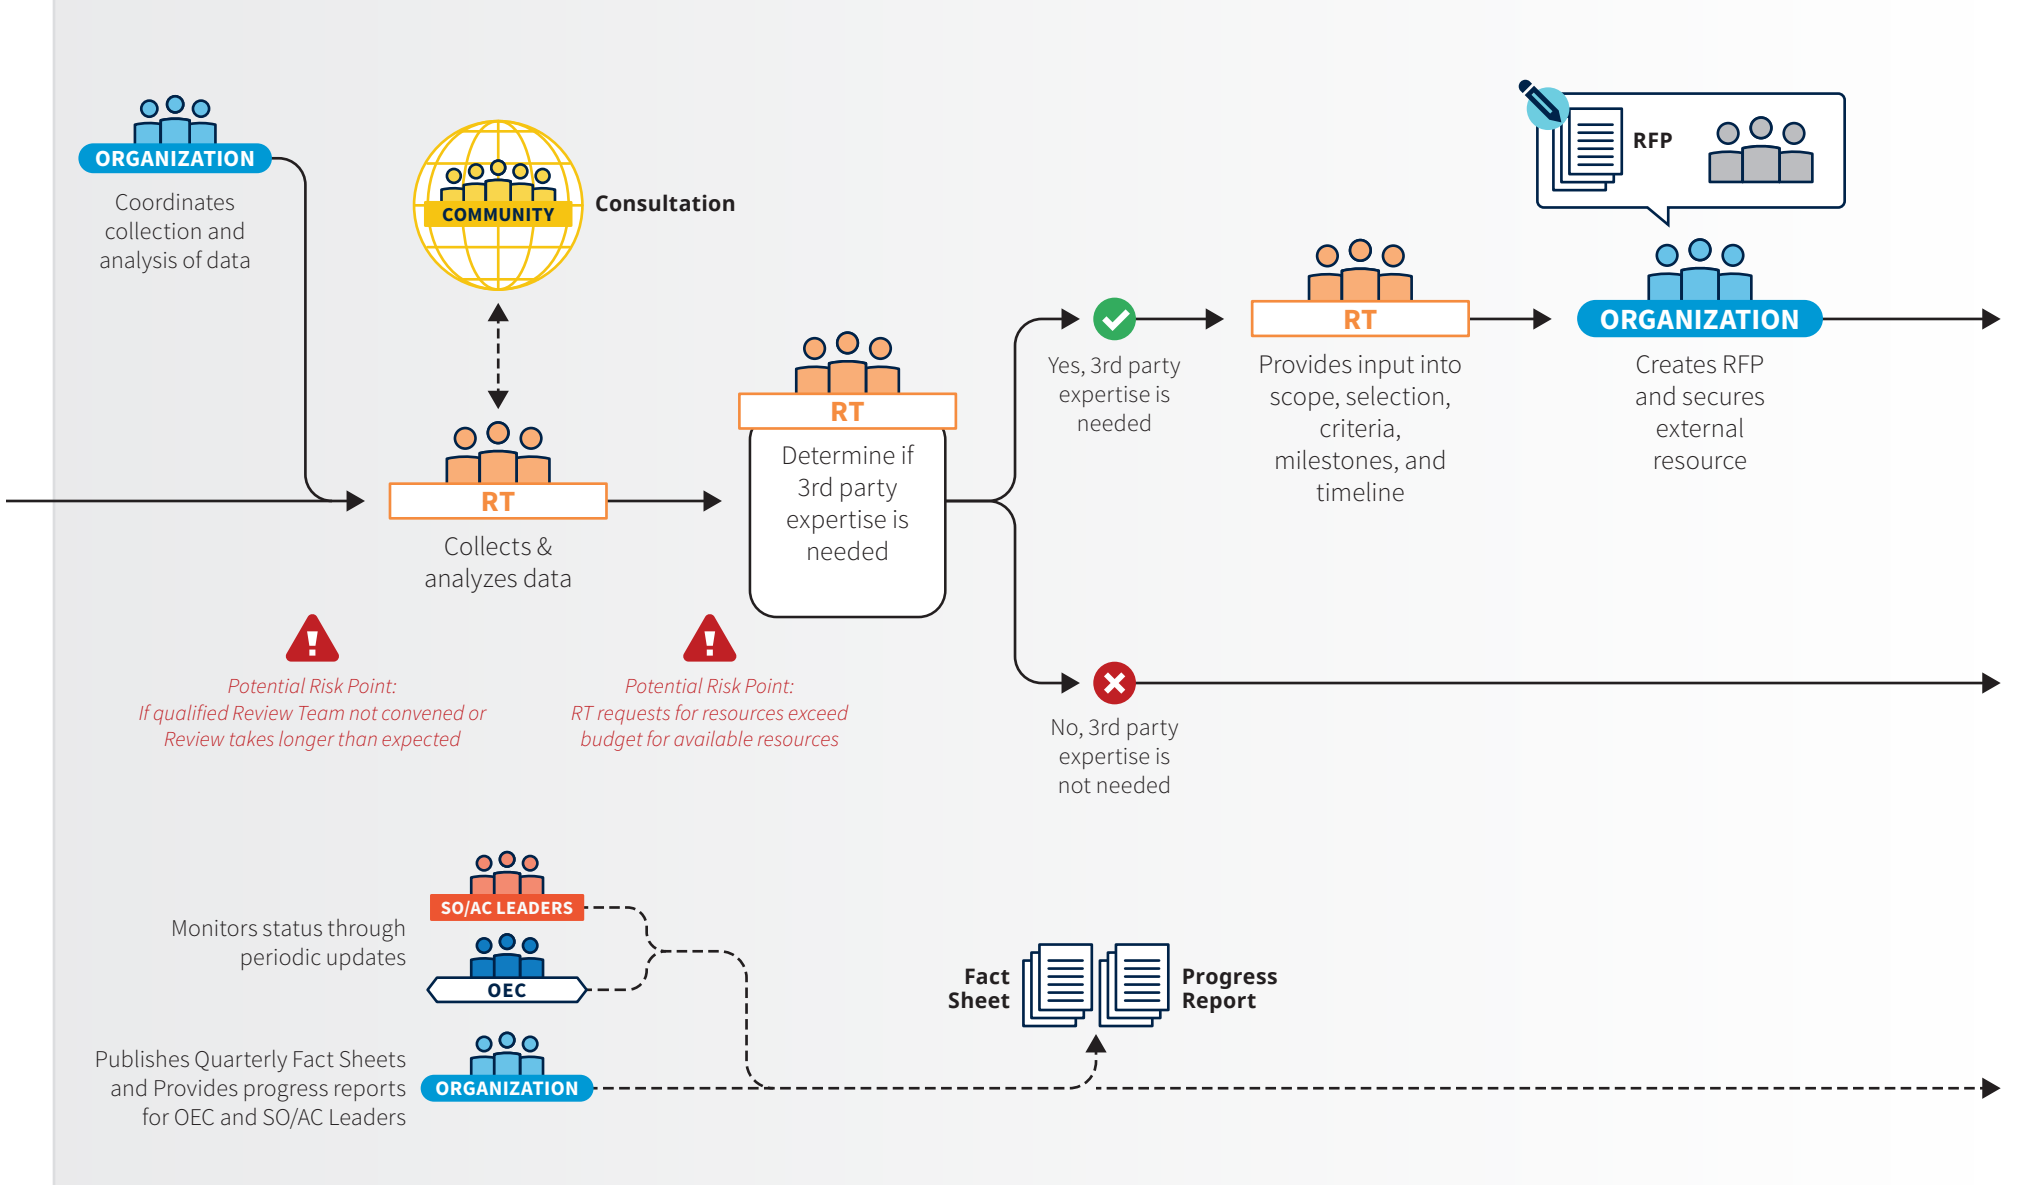 ORGANIZATION
Coordinates
collection and
analysis of data
COMMUNITY
Consultation
RT
Collects &
analyzes data
RT
Determine if
3rd party
expertise is
needed
Yes, 3rd party
expertise is
needed
RT
Provides input into
scope, selection,
criteria,
milestones, and
timeline
RFP
ORGANIZATION
Creates RFP
and secures
external
resource
No, 3rd party
expertise is
not needed
Potential Risk Point:
If qualified Review Team not convened or
Review takes longer than expected
Potential Risk Point:
RT requests for resources exceed
budget for available resources
Monitors status through
periodic updates
SO/AC LEADERS
OEC
Publishes Quarterly Fact Sheets
and Provides progress reports
for OEC and SO/AC Leaders
ORGANIZATION
Fact
Sheet
Progress
Report